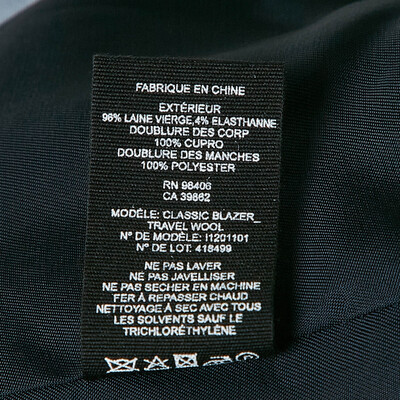 FABRIQUE EN CHINE
EXTÉRIEUR
96% LAINE VIERGE,4% ELASTHANNE
DOUBLURE DES CORP
100% CUPRO
DOUBLURE DES MANCHES
100% POLYESTER
RN 98406
CA 39862
MODÈLE: CLASSIC BLAZER_
TRAVEL WOOL
N° DE MODÈLE: I1201101
N° DE LOT: 418499
NE PAS LAVER
NE PAS JAVELLISER
NE PAS SECHER EN MACHINE
FER À REPASSER CHAUD
NETTOYAGE À SEC AVEC TOUS
LES SOLVENTS SAUF LE
TRICHLORÉTHYLÈNE